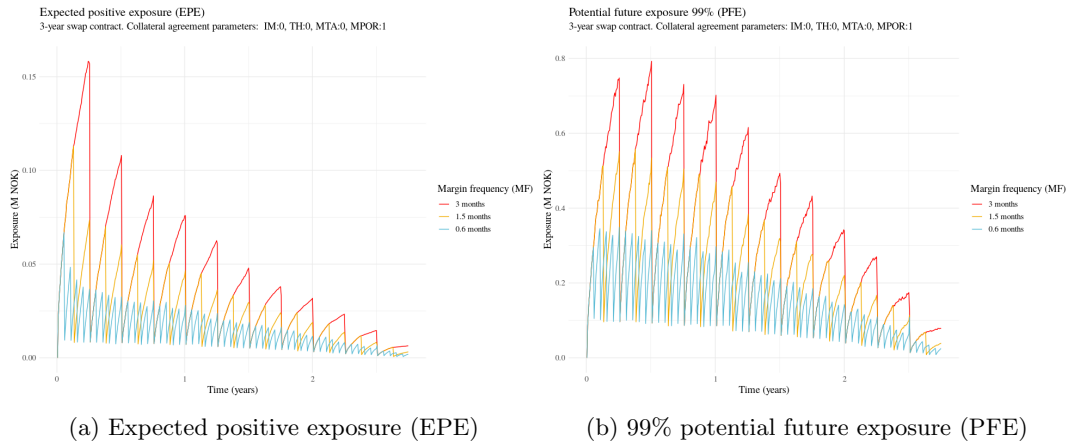 Expected positive exposure (EPE)
3-year swap contract. Collateral agreement parameters: IM:0, TH:0, MTA:0, MPOR:1
0.15
0.10
0.05
0.00
Exposure (M NOK)
0
1
2
Time (years)
Margin frequency (MF)
3 months
1.5 months
0.6 months
(a) Expected positive exposure (EPE)
Potential future exposure 99% (PFE)
3-year swap contract. Collateral agreement parameters: IM:0, TH:0, MTA:0, MPOR:1
0.8
0.6
0.4
0.2
0.0
Exposure (M NOK)
0
1
2
Time (years)
Margin frequency (MF)
3 months
1.5 months
0.6 months
(b) 99% potential future exposure (PFE)